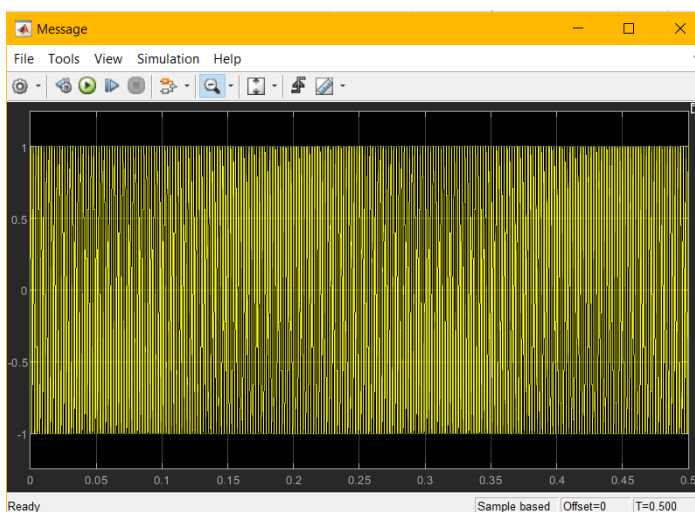 Message
File Tools View Simulation Help
1
0.5
0
-0.5
-1
0 0.05 0.1 0.15 0.2 0.25 0.3 0.35 0.4 0.45 0.5
Ready Sample based Offset=0 T=0.500